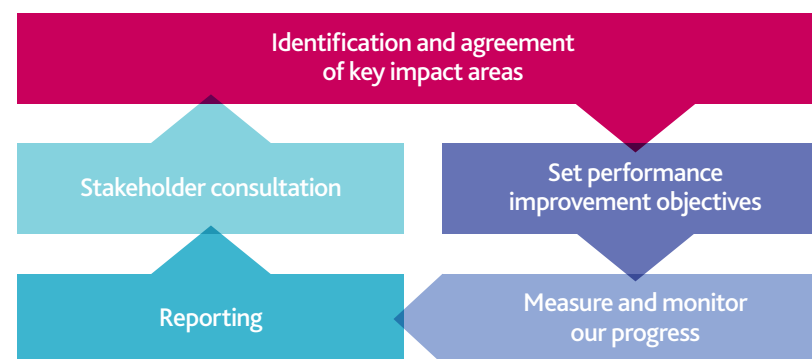 Identification and agreement
of key impact areas
Stakeholder consultation
Set performance
improvement objectives
Reporting
Measure and monitor
our progress